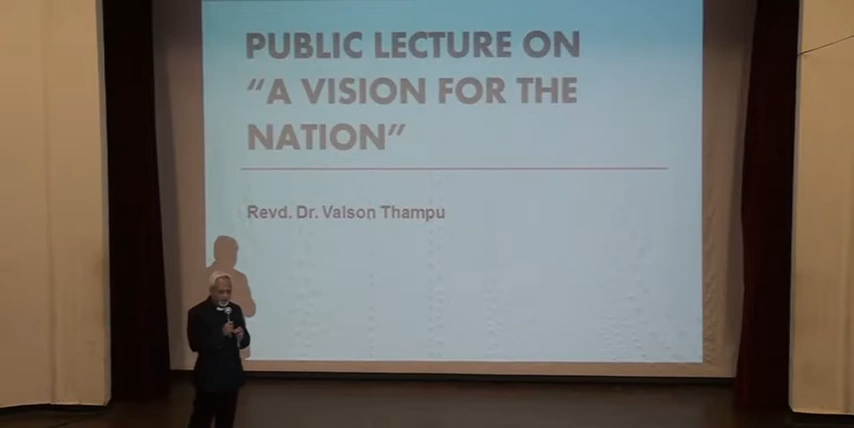 PUBLIC LECTURE ON
“A VISION FOR THE
NATION”
Revd. Dr. Valson Thampu